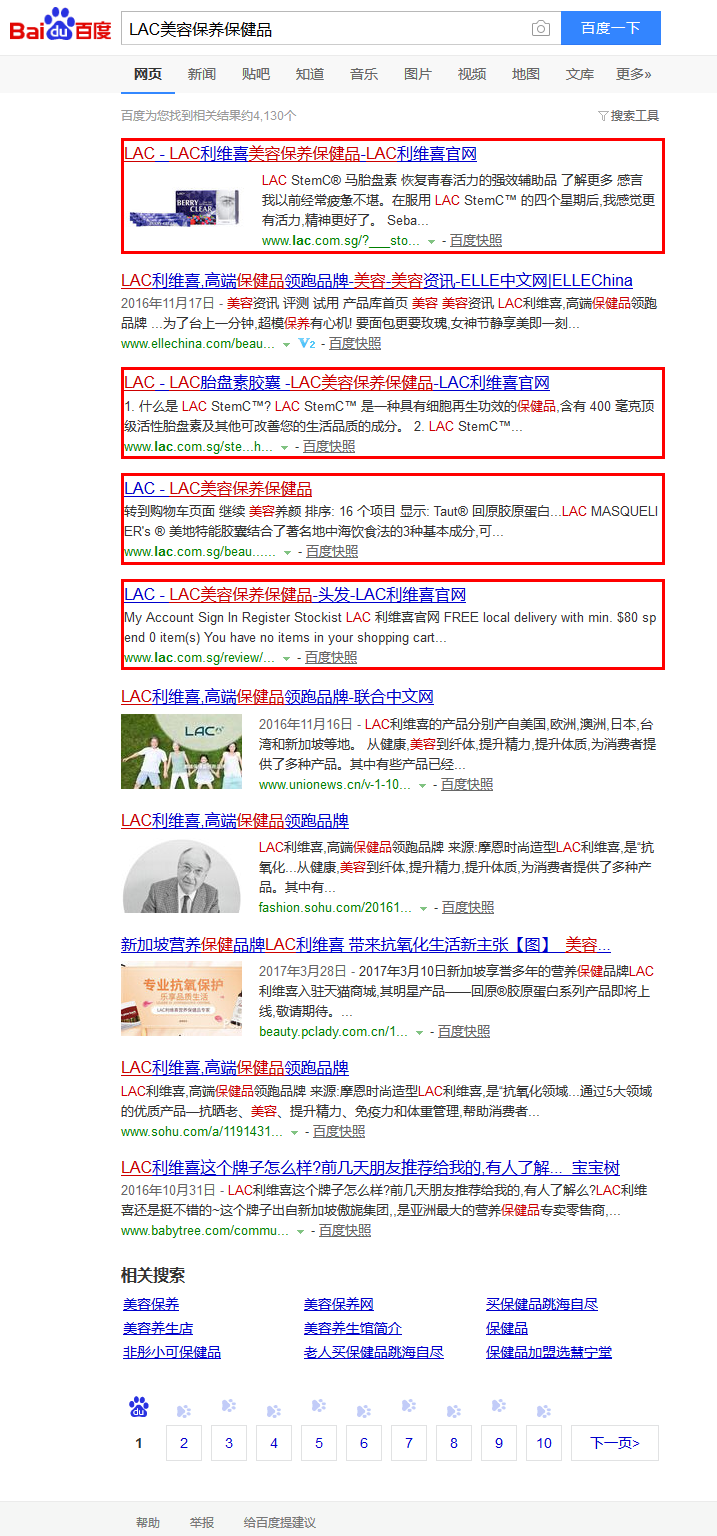 Bai du 百度
LAC美容保养保健品
百度一下
网页 新闻 贴吧 知道 音乐 图片 视频 地图 文库 更多»
百度为您找到相关结果约4,130个 搜索工具
LAC - LAC利维喜美容保养保健品-LAC利维喜官网
BERRY
CLEAR
LAC StemC® 马胎盘素 恢复青春活力的强效辅助品 了解更多 感言
我以前经常疲惫不堪。在服用 LAC StemC™ 的四个星期后,我感觉更
有活力,精神更好了。 Seba...
www.lac.com.sg/?___sto... - 百度快照
LAC利维喜,高端保健品领跑品牌-美容-美容资讯-ELLE中文网|ELLEChina
2016年11月17日 - 美容资讯 评测 试用 产品库首页 美容 美容资讯 LAC利维喜,高端保健品领跑
品牌 ...为了台上一分钟,超模保养有心机! 要面包更要玫瑰,女神节静享美即一刻...
www.ellechina.com/beau... V2 - 百度快照
LAC - LAC胎盘素胶囊 -LAC美容保养保健品-LAC利维喜官网
1. 什么是 LAC StemC™? LAC StemC™ 是一种具有细胞再生功效的保健品,含有 400 毫克顶
级活性胎盘素及其他可改善您的生活品质的成分。 2. LAC StemC™...
www.lac.com.sg/ste...h... - 百度快照
LAC - LAC美容保养保健品
转到购物车页面 继续 美容养颜 排序: 16 个项目 显示: Taut® 回原胶原蛋白...LAC MASQUELI
ER's ® 美地特能胶囊结合了著名地中海饮食法的3种基本成分,可...
www.lac.com.sg/beau...... - 百度快照
LAC - LAC美容保养保健品-头发-LAC利维喜官网
My Account Sign In Register Stockist LAC 利维喜官网 FREE local delivery with min. $80 sp
end 0 item(s) You have no items in your shopping cart...
www.lac.com.sg/review/... - 百度快照
LAC利维喜,高端保健品领跑品牌-联合中文网
LAC
2016年11月16日 - LAC利维喜的产品分别产自美国,欧洲,澳洲,日本,台
湾和新加坡等地。 从健康,美容到纤体,提升精力,提升体质,为消费者提
供了多种产品。其中有些产品已经...
www.unionews.cn/v-1-10... - 百度快照
LAC利维喜,高端保健品领跑品牌
LAC利维喜,高端保健品领跑品牌 来源:摩恩时尚造型LAC利维喜,是“抗
氧化...从健康,美容到纤体,提升精力,提升体质,为消费者提供了多种产
品。其中有...
fashion.sohu.com/20161... - 百度快照
新加坡营养保健品牌LAC利维喜 带来抗氧化生活新主张【图】_美容...
专业抗氧保护
乐享品质生活
LAC利维喜营养保健品专家
2017年3月28日 - 2017年3月10日新加坡享誉多年的营养保健品牌LAC
利维喜入驻天猫商城,其明星产品——回原®胶原蛋白系列产品即将上
线,敬请期待。...
beauty.pclady.com.cn/1... - 百度快照
LAC利维喜,高端保健品领跑品牌
LAC利维喜,高端保健品领跑品牌 来源:摩恩时尚造型LAC利维喜,是“抗氧化领域...通过5大领域
的优质产品—抗晒老、美容、提升精力、免疫力和体重管理,帮助消费者...
www.sohu.com/a/1191431... - 百度快照
LAC利维喜这个牌子怎么样?前几天朋友推荐给我的,有人了解..._宝宝树
2016年10月31日 - LAC利维喜这个牌子怎么样?前几天朋友推荐给我的,有人了解么?LAC利维
喜还是挺不错的~这个牌子出自新加坡傲旎集团,,是亚洲最大的营养保健品专卖零售商,...
www.babytree.com/commu... - 百度快照
相关搜索
美容保养 美容保养网 买保健品跳海自尽
美容养生店 美容养生馆简介 保健品
非彤小可保健品 老人买保健品跳海自尽 保健品加盟选慧宁堂
du
1 2 3 4 5 6 7 8 9 10 下一页>
帮助 举报 给百度提建议